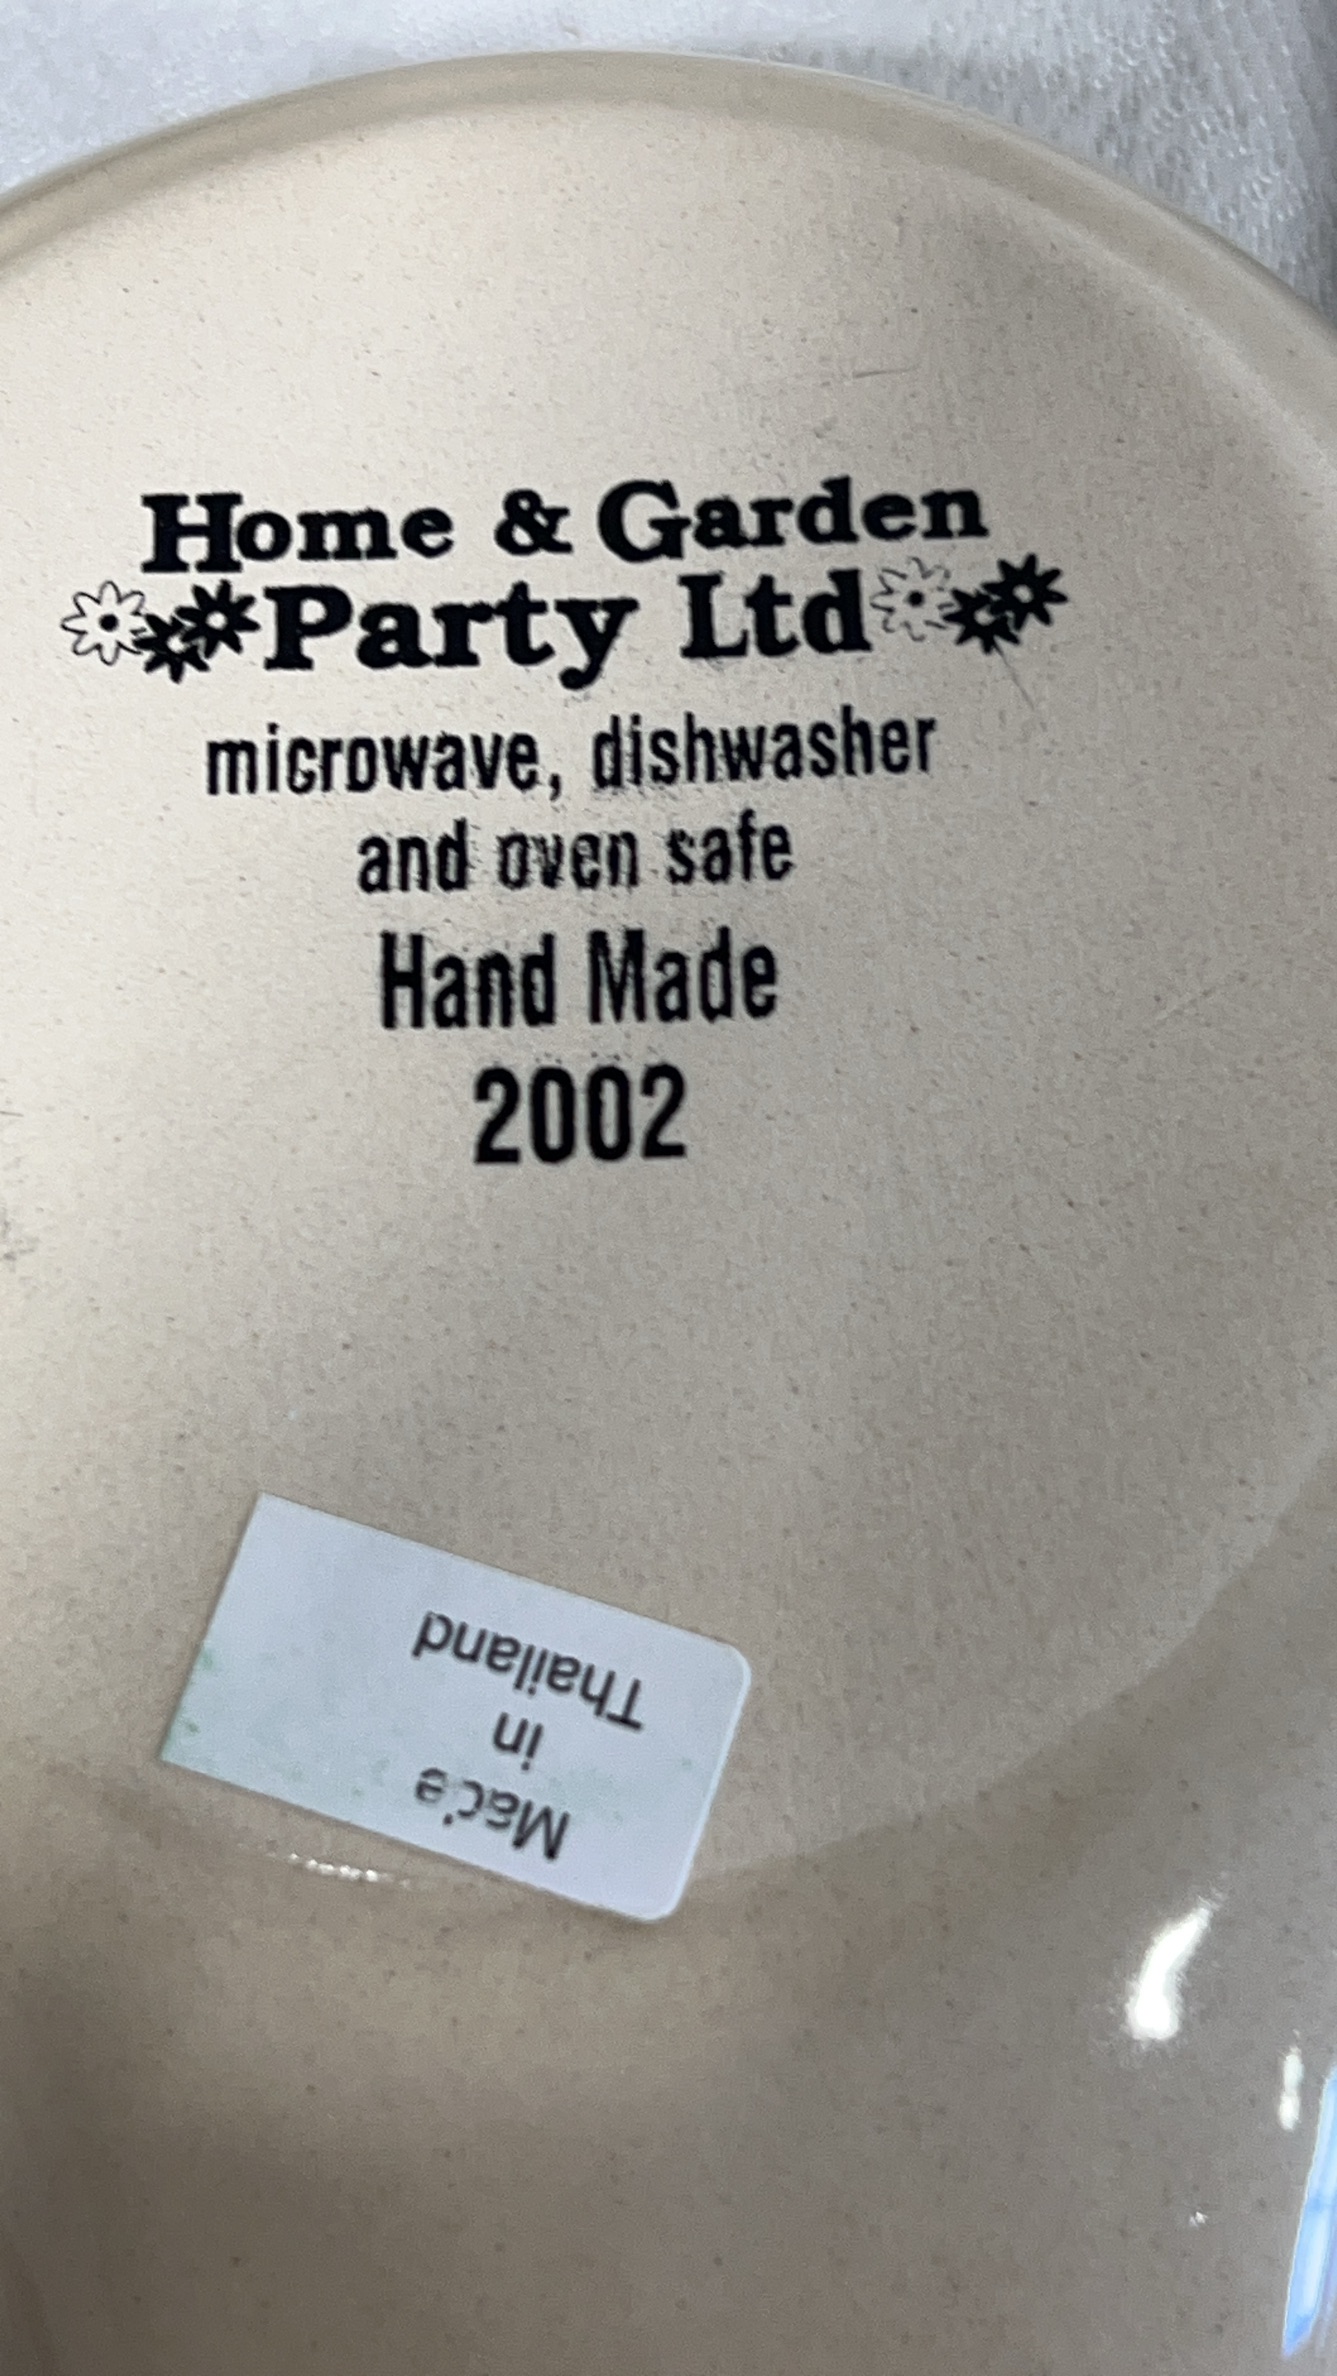 Home & Garden
Party Ltd
microwave, dishwasher
and oven safe
Hand Made
2002
Made
in
Thailand